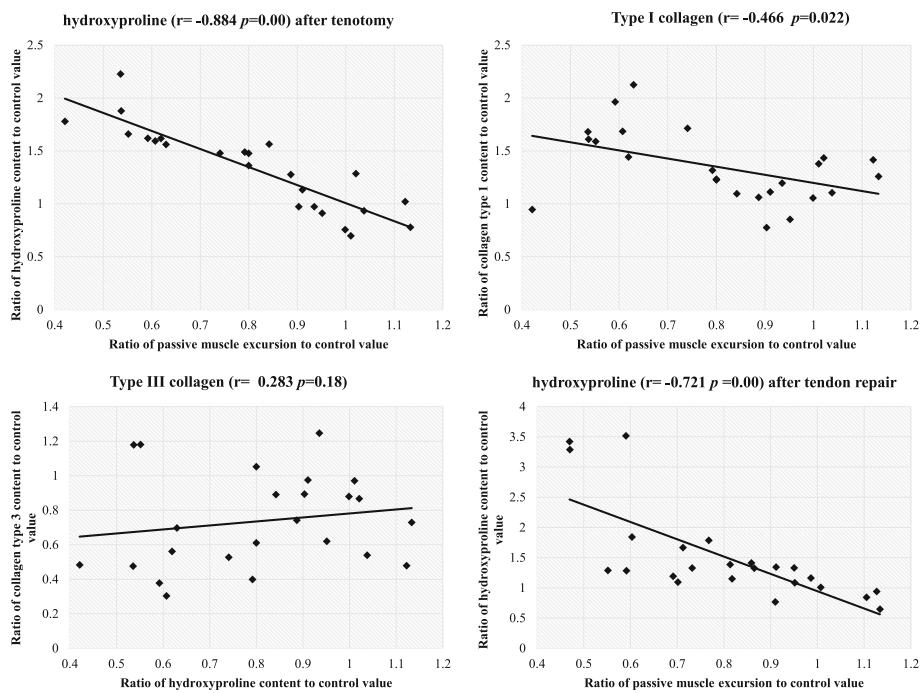 hydroxyproline (r= -0.884 p=0.00) after tenotomy
Ratio of hydroxyproline content to control value
2.5
2
1.5
1
0.5
0
0.4 0.5 0.6 0.7 0.8 0.9 1 1.1 1.2
Ratio of passive muscle excursion to control value
Type I collagen (r= -0.466 p=0.022)
Ratio of collagen type 1 content to control value
2.5
2
1.5
1
0.5
0
0.4 0.5 0.6 0.7 0.8 0.9 1 1.1 1.2
Ratio of passive muscle excursion to control value
Type III collagen (r= 0.283 p=0.18)
Ratio of collagen type 3 content to control
value
1.4
1.2
1
0.8
0.6
0.4
0.2
0
0.4 0.5 0.6 0.7 0.8 0.9 1 1.1 1.2
Ratio of hydroxyproline content to control value
hydroxyproline (r= -0.721 p =0.00) after tendon repair
Ratio of hydroxyproline content to control
value
4
3.5
3
2.5
2
1.5
1
0.5
0
0.4 0.5 0.6 0.7 0.8 0.9 1 1.1 1.2
Ratio of passive muscle excursion to control value